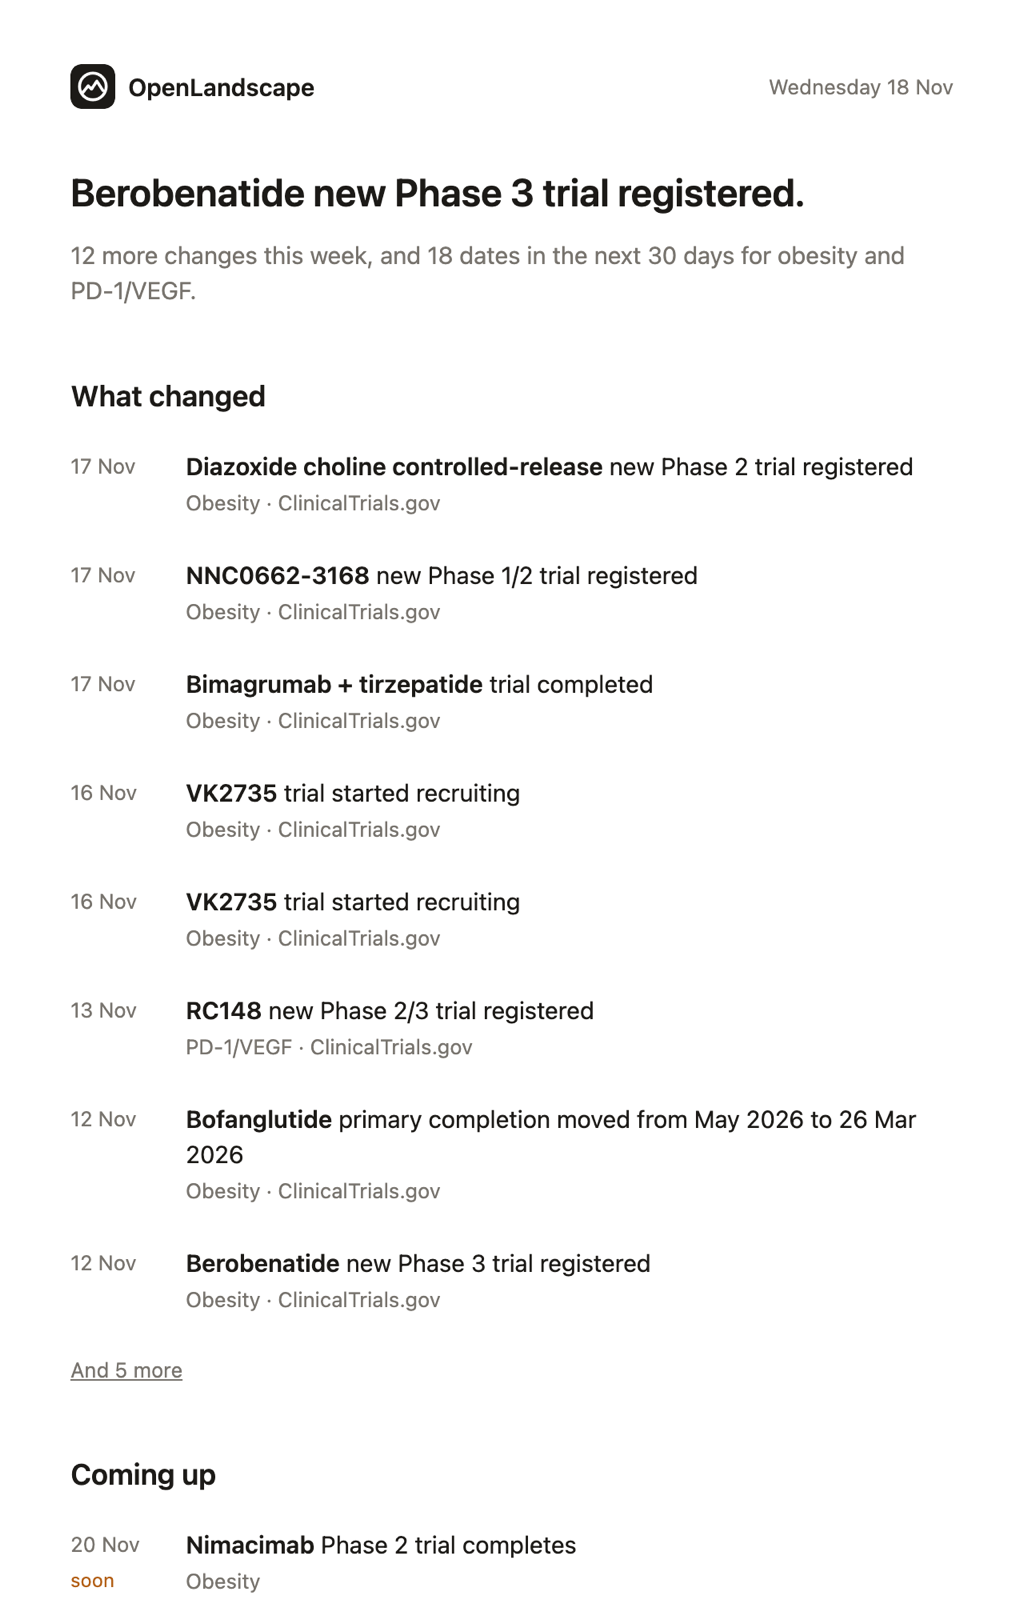 OpenLandscape
Wednesday 18 Nov
Berobenatide new Phase 3 trial registered.
12 more changes this week, and 18 dates in the next 30 days for obesity and
PD-1/VEGF.
What changed
17 Nov
Diazoxide choline controlled-release new Phase 2 trial registered
Obesity · ClinicalTrials.gov
17 Nov
NNC0662-3168 new Phase 1/2 trial registered
Obesity · ClinicalTrials.gov
17 Nov
Bimagrumab + tirzepatide trial completed
Obesity · ClinicalTrials.gov
16 Nov
VK2735 trial started recruiting
Obesity · ClinicalTrials.gov
16 Nov
VK2735 trial started recruiting
Obesity · ClinicalTrials.gov
13 Nov
RC148 new Phase 2/3 trial registered
PD-1/VEGF · ClinicalTrials.gov
12 Nov
Bofanglutide primary completion moved from May 2026 to 26 Mar
2026
Obesity · ClinicalTrials.gov
12 Nov
Berobenatide new Phase 3 trial registered
Obesity · ClinicalTrials.gov
And 5 more
Coming up
20 Nov
Nimacimab Phase 2 trial completes
soon
Obesity